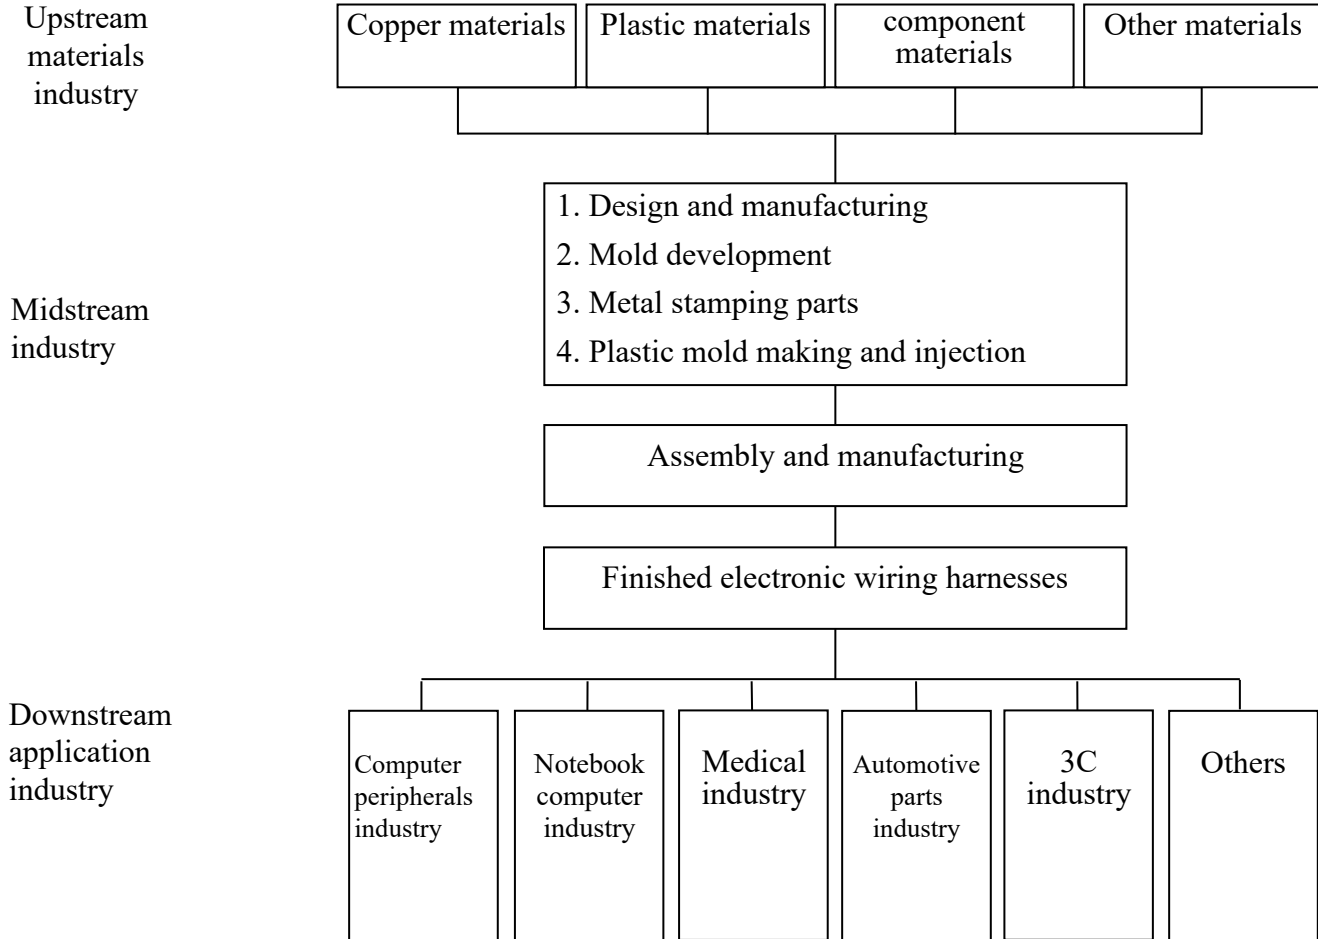 Upstream
materials
industry
Copper materials
Plastic materials
component
materials
Other materials
Midstream
industry
1. Design and manufacturing
2. Mold development
3. Metal stamping parts
4. Plastic mold making and injection
Assembly and manufacturing
Finished electronic wiring harnesses
Downstream
application
industry
Computer
peripherals
industry
Notebook
computer
industry
Medical
industry
Automotive
parts
industry
3C
industry
Others